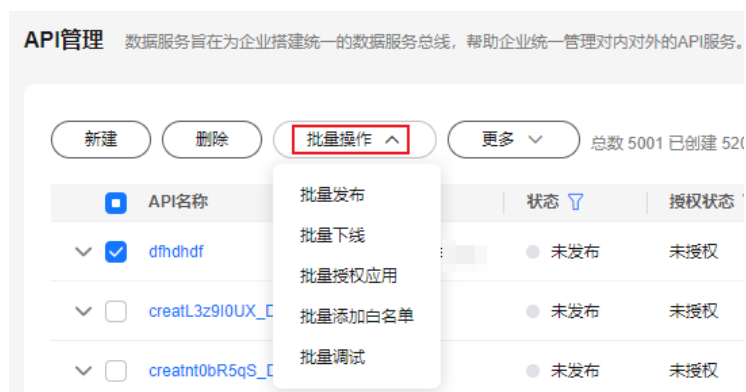 API管理 数据服务旨在为企业搭建统一的数据服务总线，帮助企业统一管理对内对外的API服务。
新建 删除 批量操作 更多 总数 5001 已创建 520
API名称 状态 授权状态
批量发布
批量下线
批量授权应用
批量添加白名单
批量调试
dfhdhdf 未发布 未授权
creatL3z9I0UX_D 未发布 未授权
creatnt0bR5qS_D 未发布 未授权